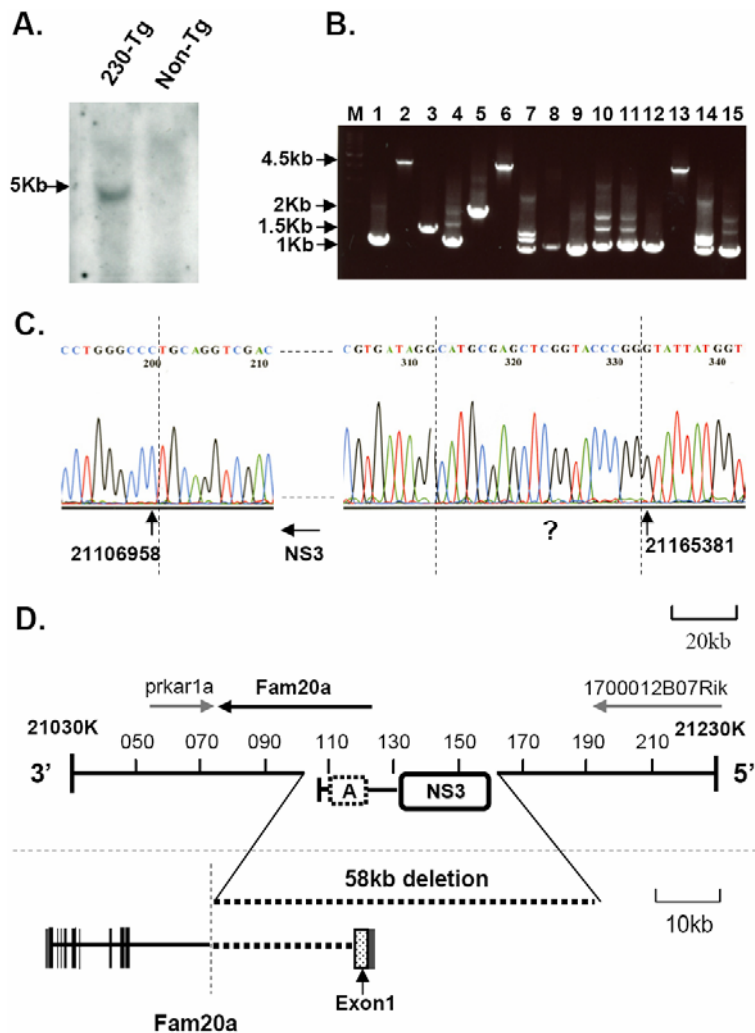 A.
230-Tg Non-Tg
5Kb
B.
M 1 2 3 4 5 6 7 8 9 10 11 12 13 14 15
4.5kb
2Kb
1.5Kb
1Kb
C.
CCTGGGCCCTGCAGGTCGAC
200 210
CGTGATAGGCATGCGAGCTCGGTACCCGGGTATTATGGT
310 320 330 340
21106958
NS3
?
21165381
D.
20kb
prkar1a Fam20a 1700012B07Rik
21030K 21230K
050 070 090 110 130 150 170 190 210
3' 5'
A NS3
58kb deletion
10kb
Exon1
Fam20a